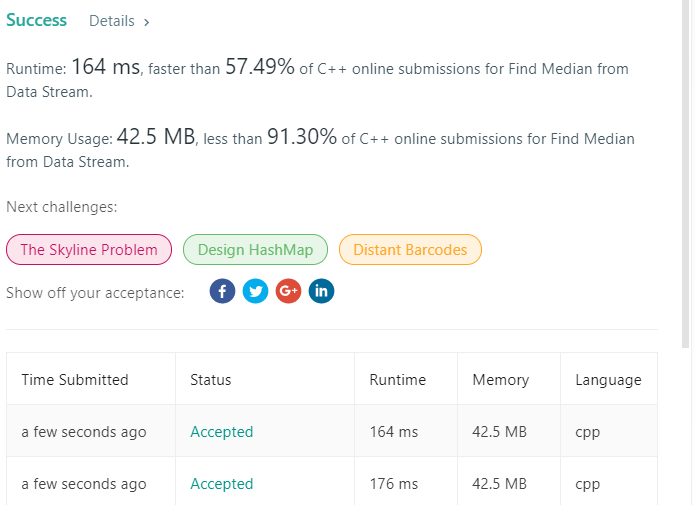 Success Details ›
Runtime: 164 ms, faster than 57.49% of C++ online submissions for Find Median from
Data Stream.
Memory Usage: 42.5 MB, less than 91.30% of C++ online submissions for Find Median
from Data Stream.
Next challenges:
The Skyline Problem Design HashMap Distant Barcodes
Show off your acceptance: f G+ in
Time Submitted Status Runtime Memory Language
a few seconds ago Accepted 164 ms 42.5 MB cpp
a few seconds ago Accepted 176 ms 42.5 MB cpp